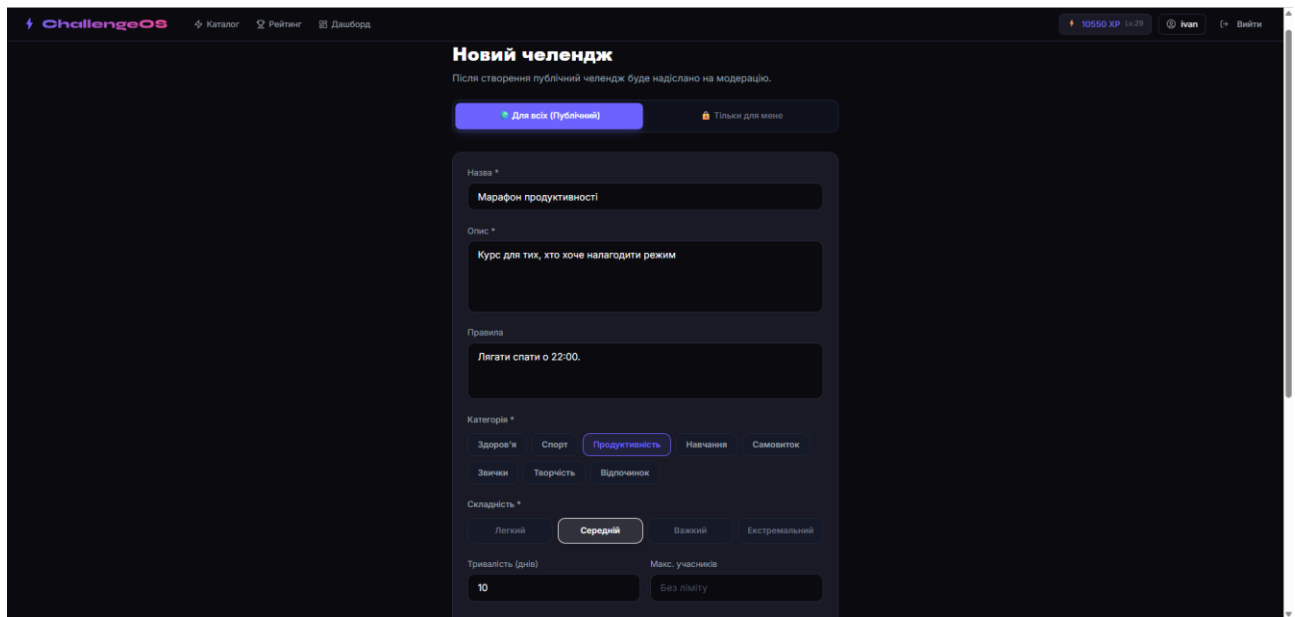 ChallengeOS Каталог Рейтинг Дашборд 10550 XP Lv.29 ivan Вийти
Новий челендж
Після створення публічний челендж буде надіслано на модерацію.
Для всіх (Публічний) Тільки для мене
Назва *
Марафон продуктивності
Опис *
Курс для тих, хто хоче налагодити режим
Правила
Лягати спати о 22:00.
Категорія *
Здоров'я Спорт Продуктивність Навчання Самовиток
Звички Творчість Відпочинок
Складність *
Легкий Середній Важкий Екстремальний
Тривалість (днів) Макс. учасників
10 Без ліміту